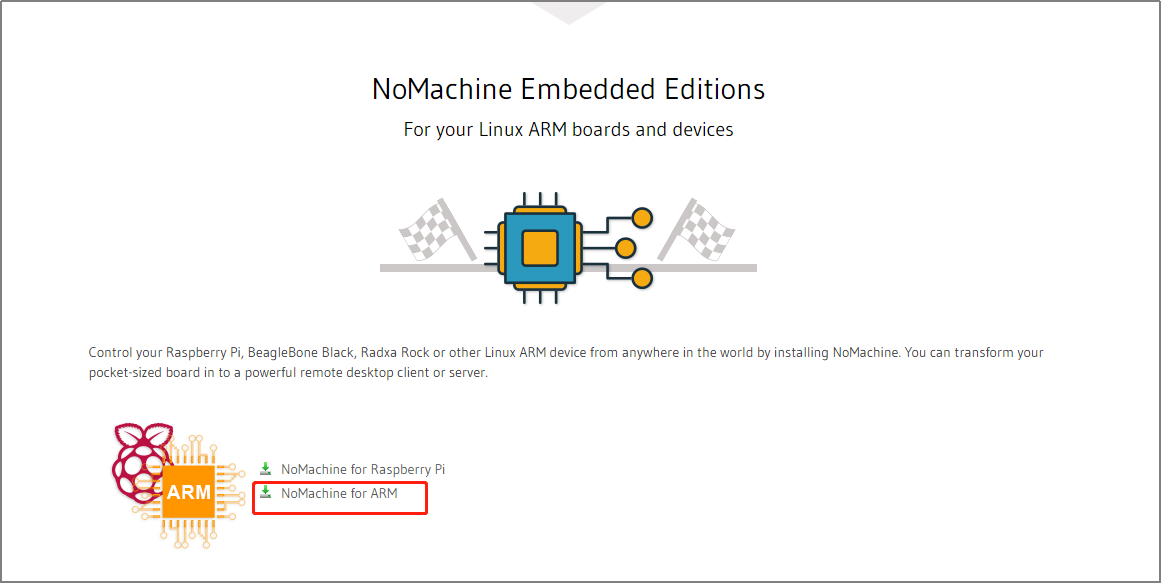 NoMachine Embedded Editions
For your Linux ARM boards and devices
Control your Raspberry Pi, BeagleBone Black, Radxa Rock or other Linux ARM device from anywhere in the world by installing NoMachine. You can transform your
pocket-sized board in to a powerful remote desktop client or server.
NoMachine for Raspberry Pi
ARM
NoMachine for ARM